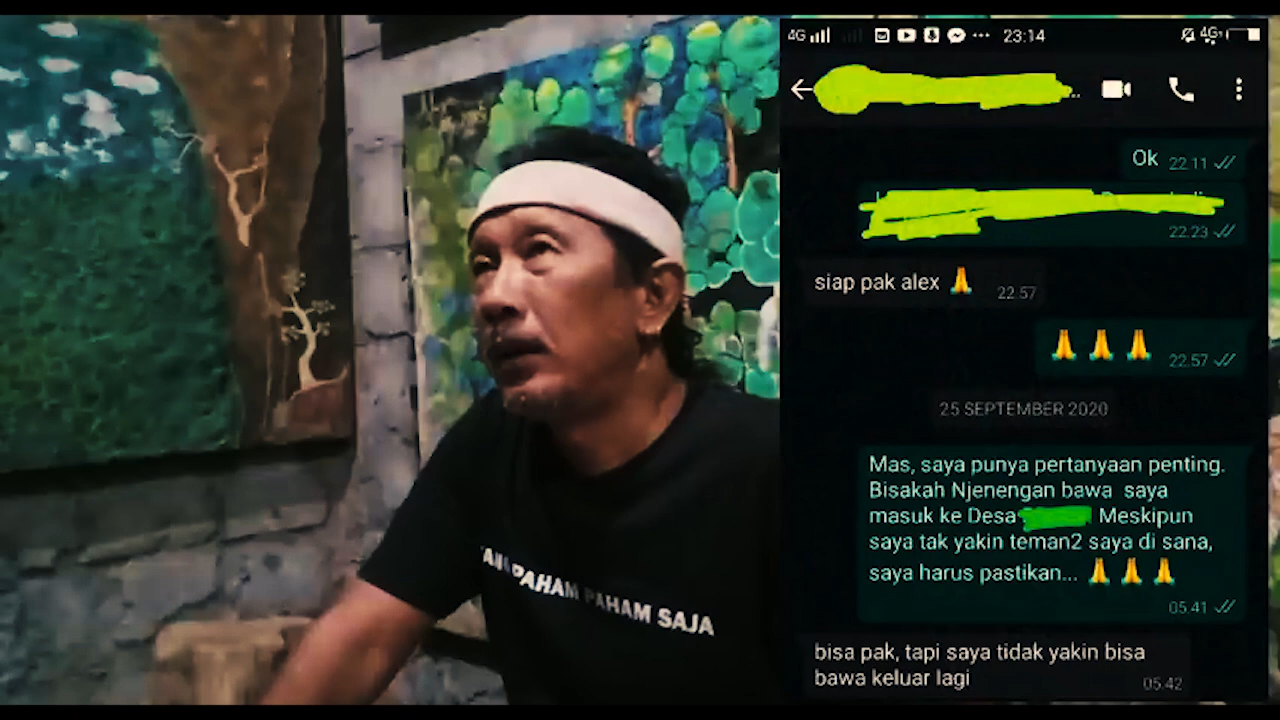 PAHAM PAHAM SAJA
4G
23:14
4G
Ok 22.11
22.23
siap pak alex 🙏 22.57
🙏 🙏 🙏 22.57
25 SEPTEMBER 2020
Mas, saya punya pertanyaan penting.
Bisakah Njenengan bawa saya
masuk ke Desa Meskipun
saya tak yakin teman2 saya di sana,
saya harus pastikan... 🙏 🙏 🙏
05.41
bisa pak, tapi saya tidak yakin bisa
bawa keluar lagi 05.42